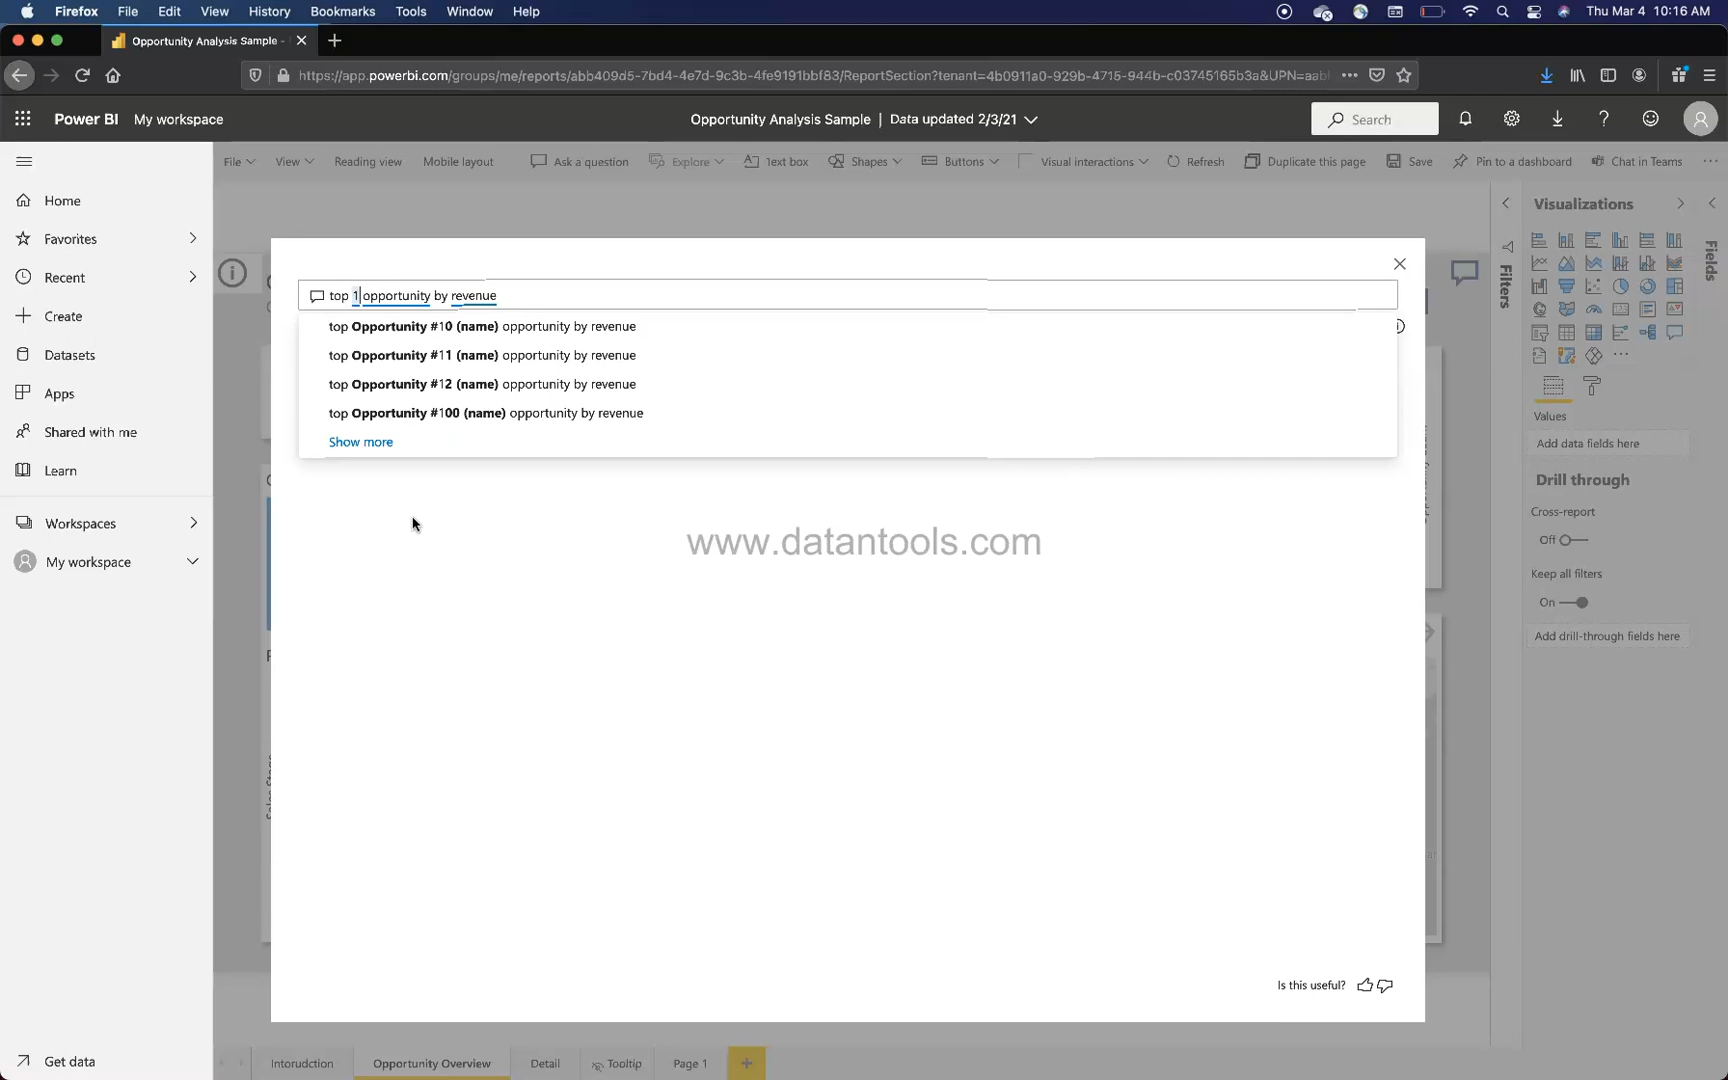 Firefox File Edit View History Bookmarks Tools Window Help Thu Mar 4 10:16 AM
Opportunity Analysis Sample -
https://app.powerbi.com/groups/me/reports/abb409d5-7bd4-4e7d-9c3b-4fe9191bbf83/ReportSection?tenant=4b0911a0-929b-4715-944b-c03745165b3a&UPN=aabl
Power BI My workspace Opportunity Analysis Sample | Data updated 2/3/21 Search
File View Reading view Mobile layout Ask a question Explore Text box Shapes Buttons Visual interactions Refresh Duplicate this page Save Pin to a dashboard Chat in Teams
Home
Favorites
Recent
Create
Datasets
Apps
Shared with me
Learn
Workspaces
My workspace
Get data
top 1 opportunity by revenue
top Opportunity #10 (name) opportunity by revenue
top Opportunity #11 (name) opportunity by revenue
top Opportunity #12 (name) opportunity by revenue
top Opportunity #100 (name) opportunity by revenue
Show more
www.datantools.com
Is this useful?
Sales Stage
Filters
Visualizations
Values
Add data fields here
Drill through
Cross-report
Off
Keep all filters
On
Add drill-through fields here
Fields
Intorudction Opportunity Overview Detail Tooltip Page 1